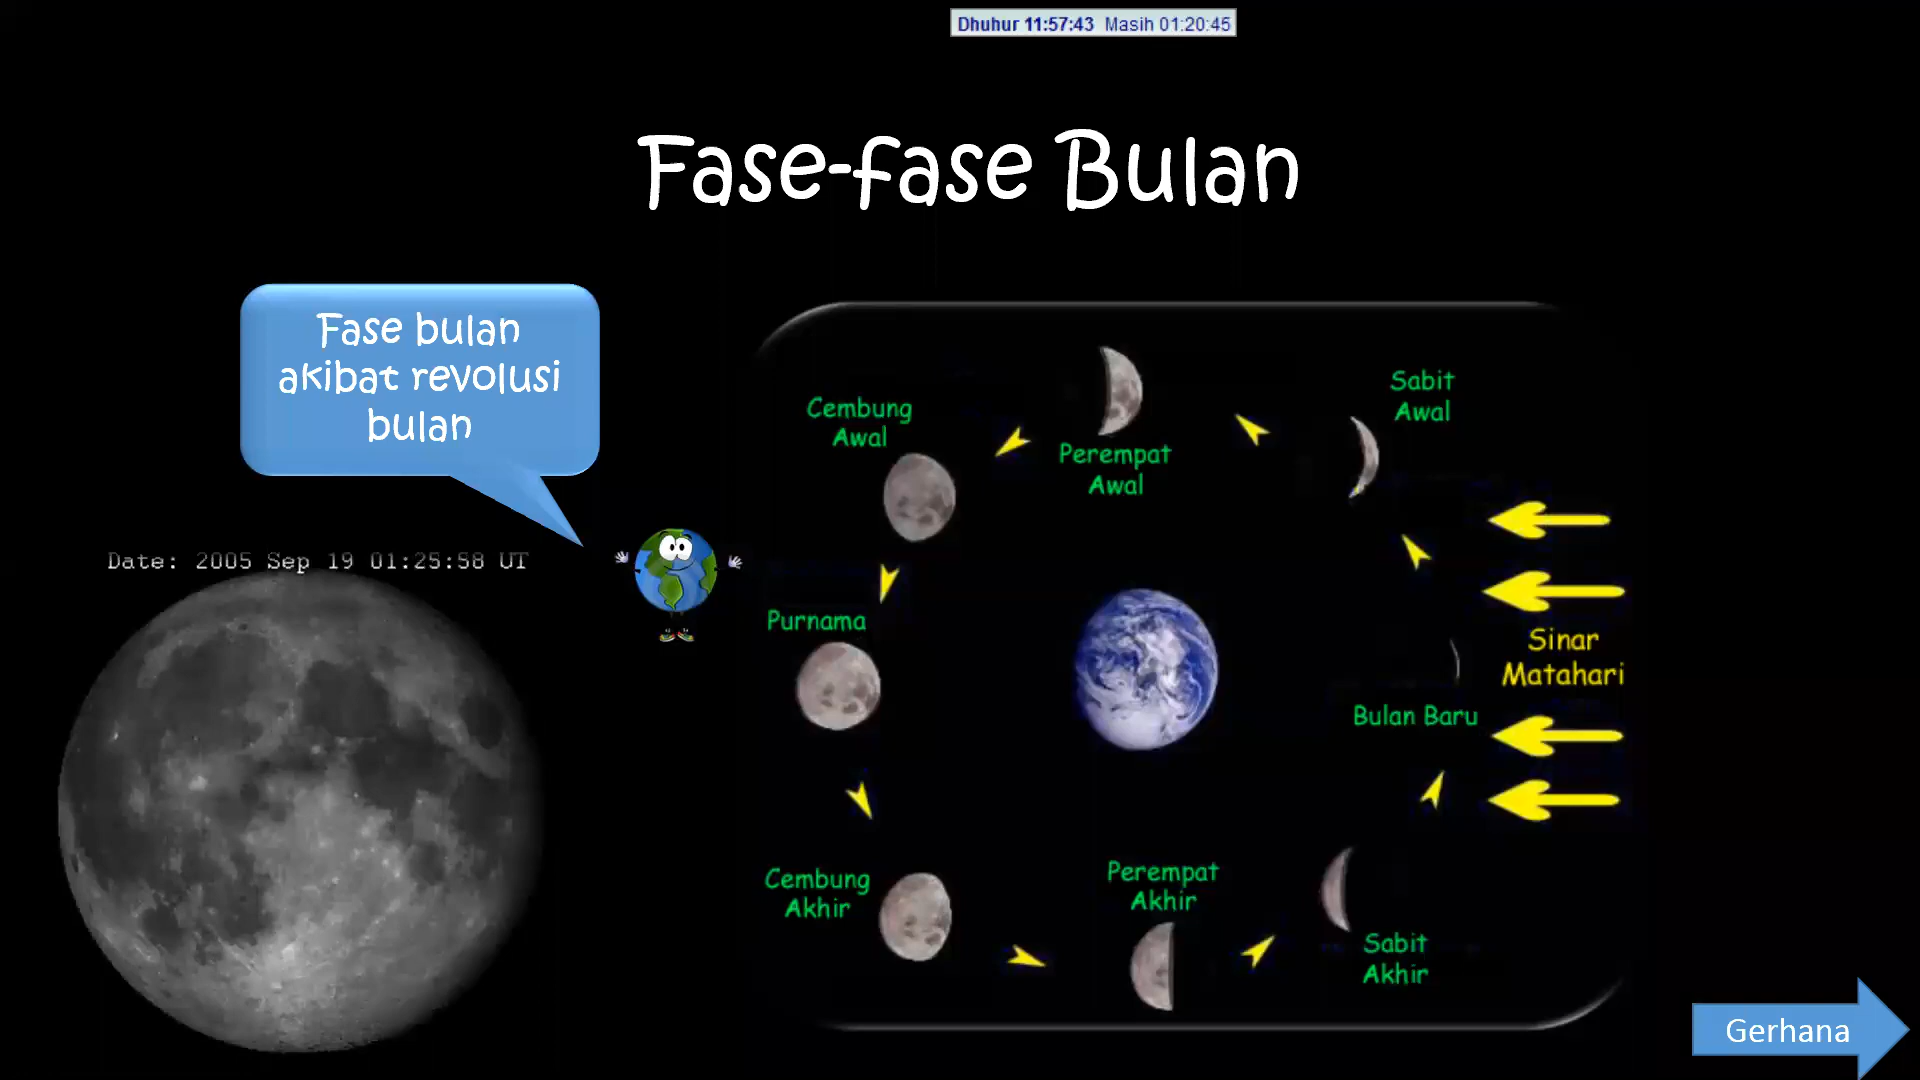 Dhuhur 11:57:43 Masih 01:20:45
Fase-fase Bulan
Fase bulan
akibat revolusi
bulan
Date: 2005 Sep 19 01:25:58 UT
Sabit
Awal
Cembung
Awal
Perempat
Awal
Purnama
Sinar
Matahari
Bulan Baru
Cembung
Akhir
Perempat
Akhir
Sabit
Akhir
Gerhana